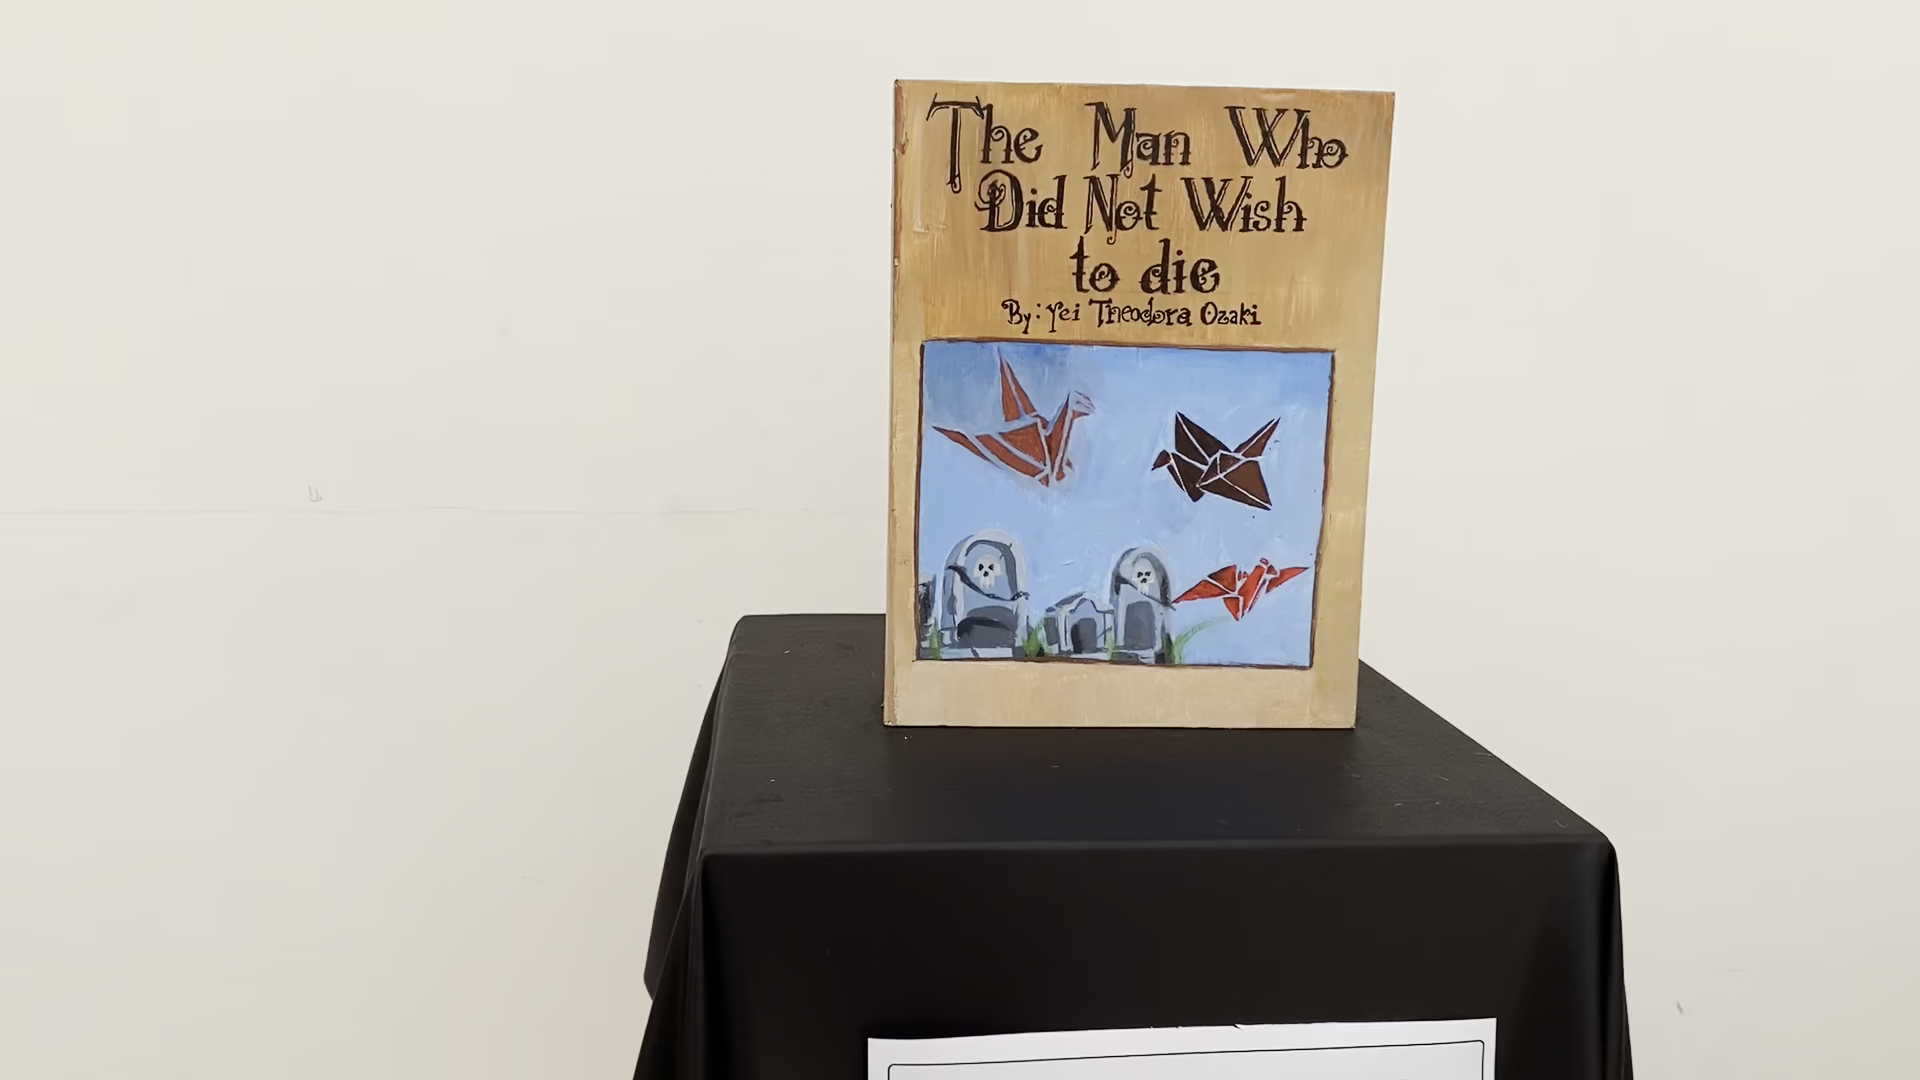 The Man Who
Did Not Wish
to die
By: Yei Theodora Ozaki